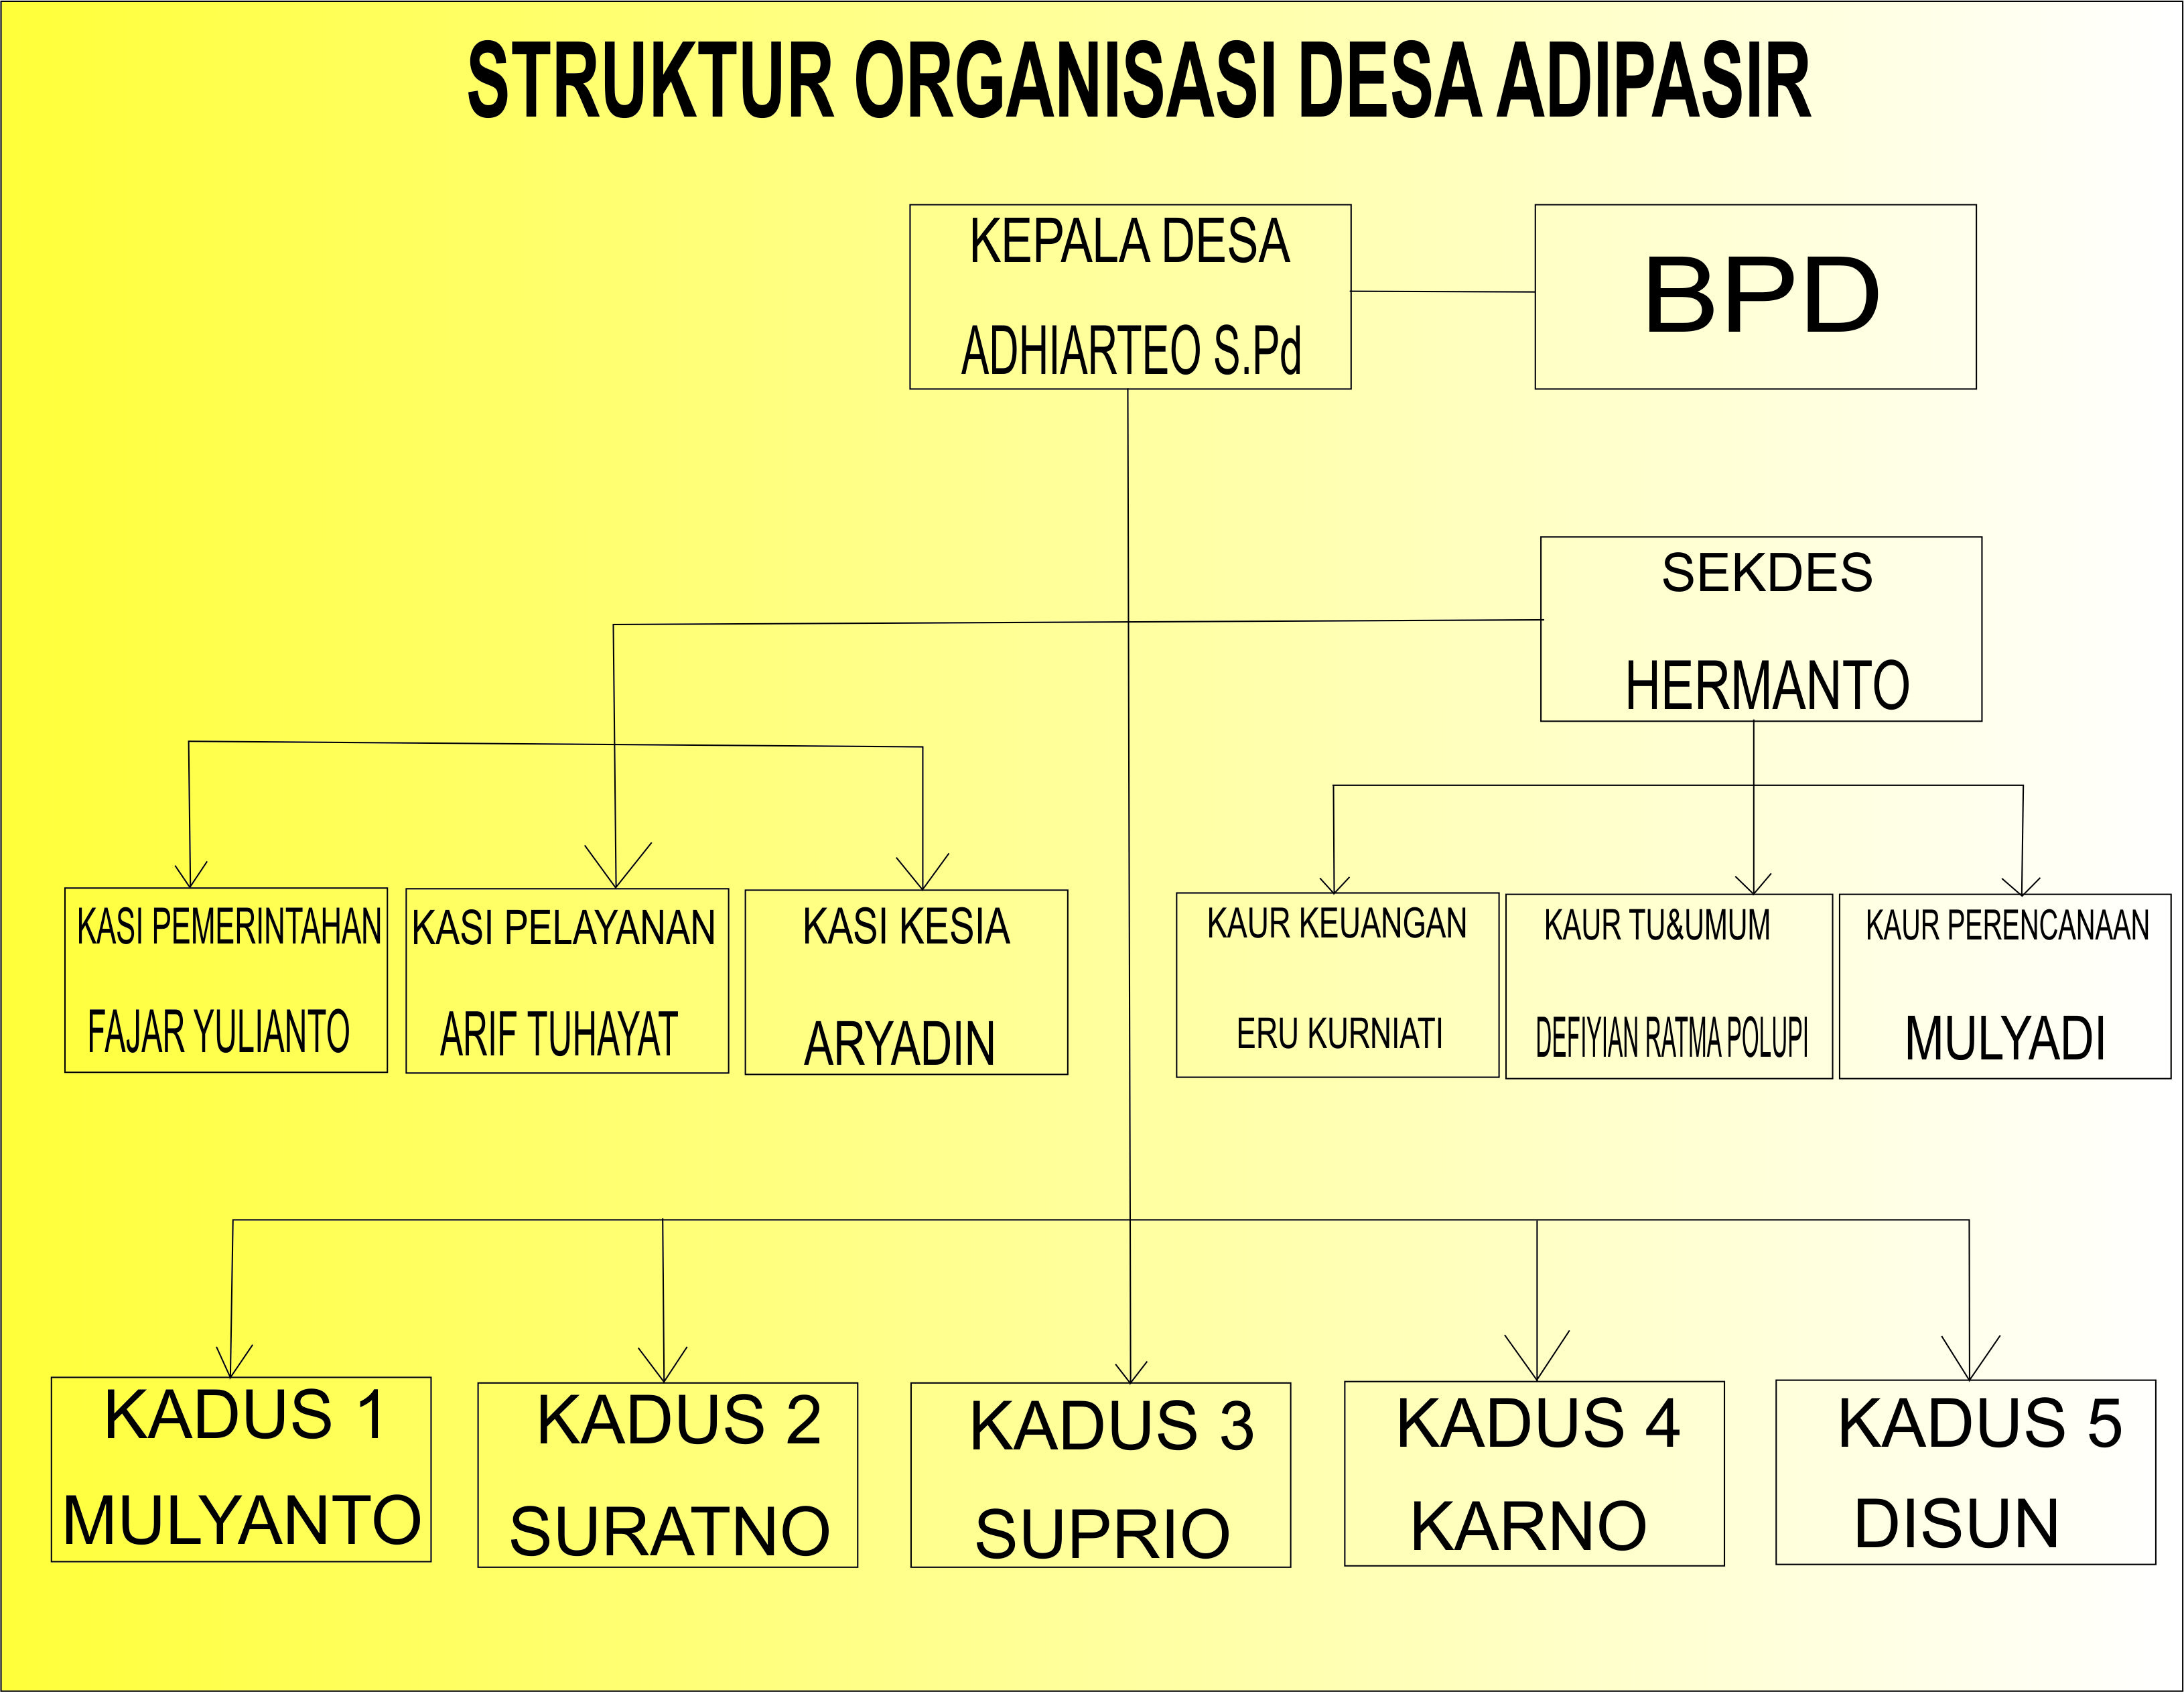 STRUKTUR ORGANISASI DESA ADIPASIR
KEPALA DESA
ADHIARTEO S.Pd
BPD
SEKDES
HERMANTO
KASI PEMERINTAHAN
FAJAR YULIANTO
KASI PELAYANAN
ARIF TUHAYAT
KASI KESIA
ARYADIN
KAUR KEUANGAN
ERU KURNIATI
KAUR TU&UMUM
DEFIYIAN RATMA POLUPI
KAUR PERENCANAAN
MULYADI
KADUS 1
MULYANTO
KADUS 2
SURATNO
KADUS 3
SUPRIO
KADUS 4
KARNO
KADUS 5
DISUN